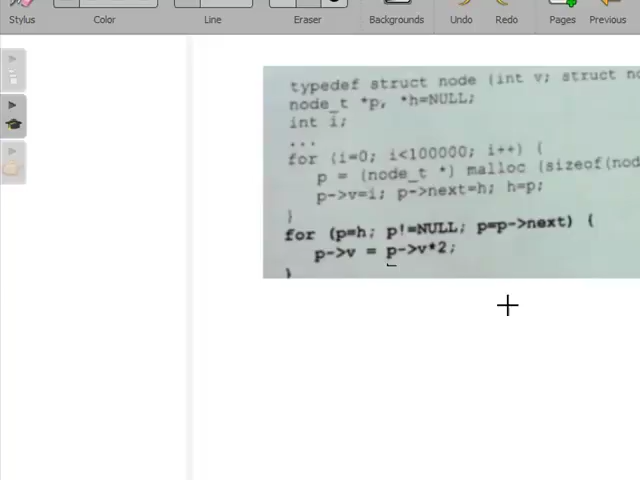 Stylus Color Line Eraser Backgrounds Undo Redo Pages Previous
typedef struct node {int v; struct no
node_t *p, *h=NULL;
int i;
...
for (i=0; i<100000; i++) {
p = (node_t *) malloc (sizeof(nod
p->v=i; p->next=h; h=p;
}
for (p=h; p!=NULL; p=p->next) {
p->v = p->v*2;
}